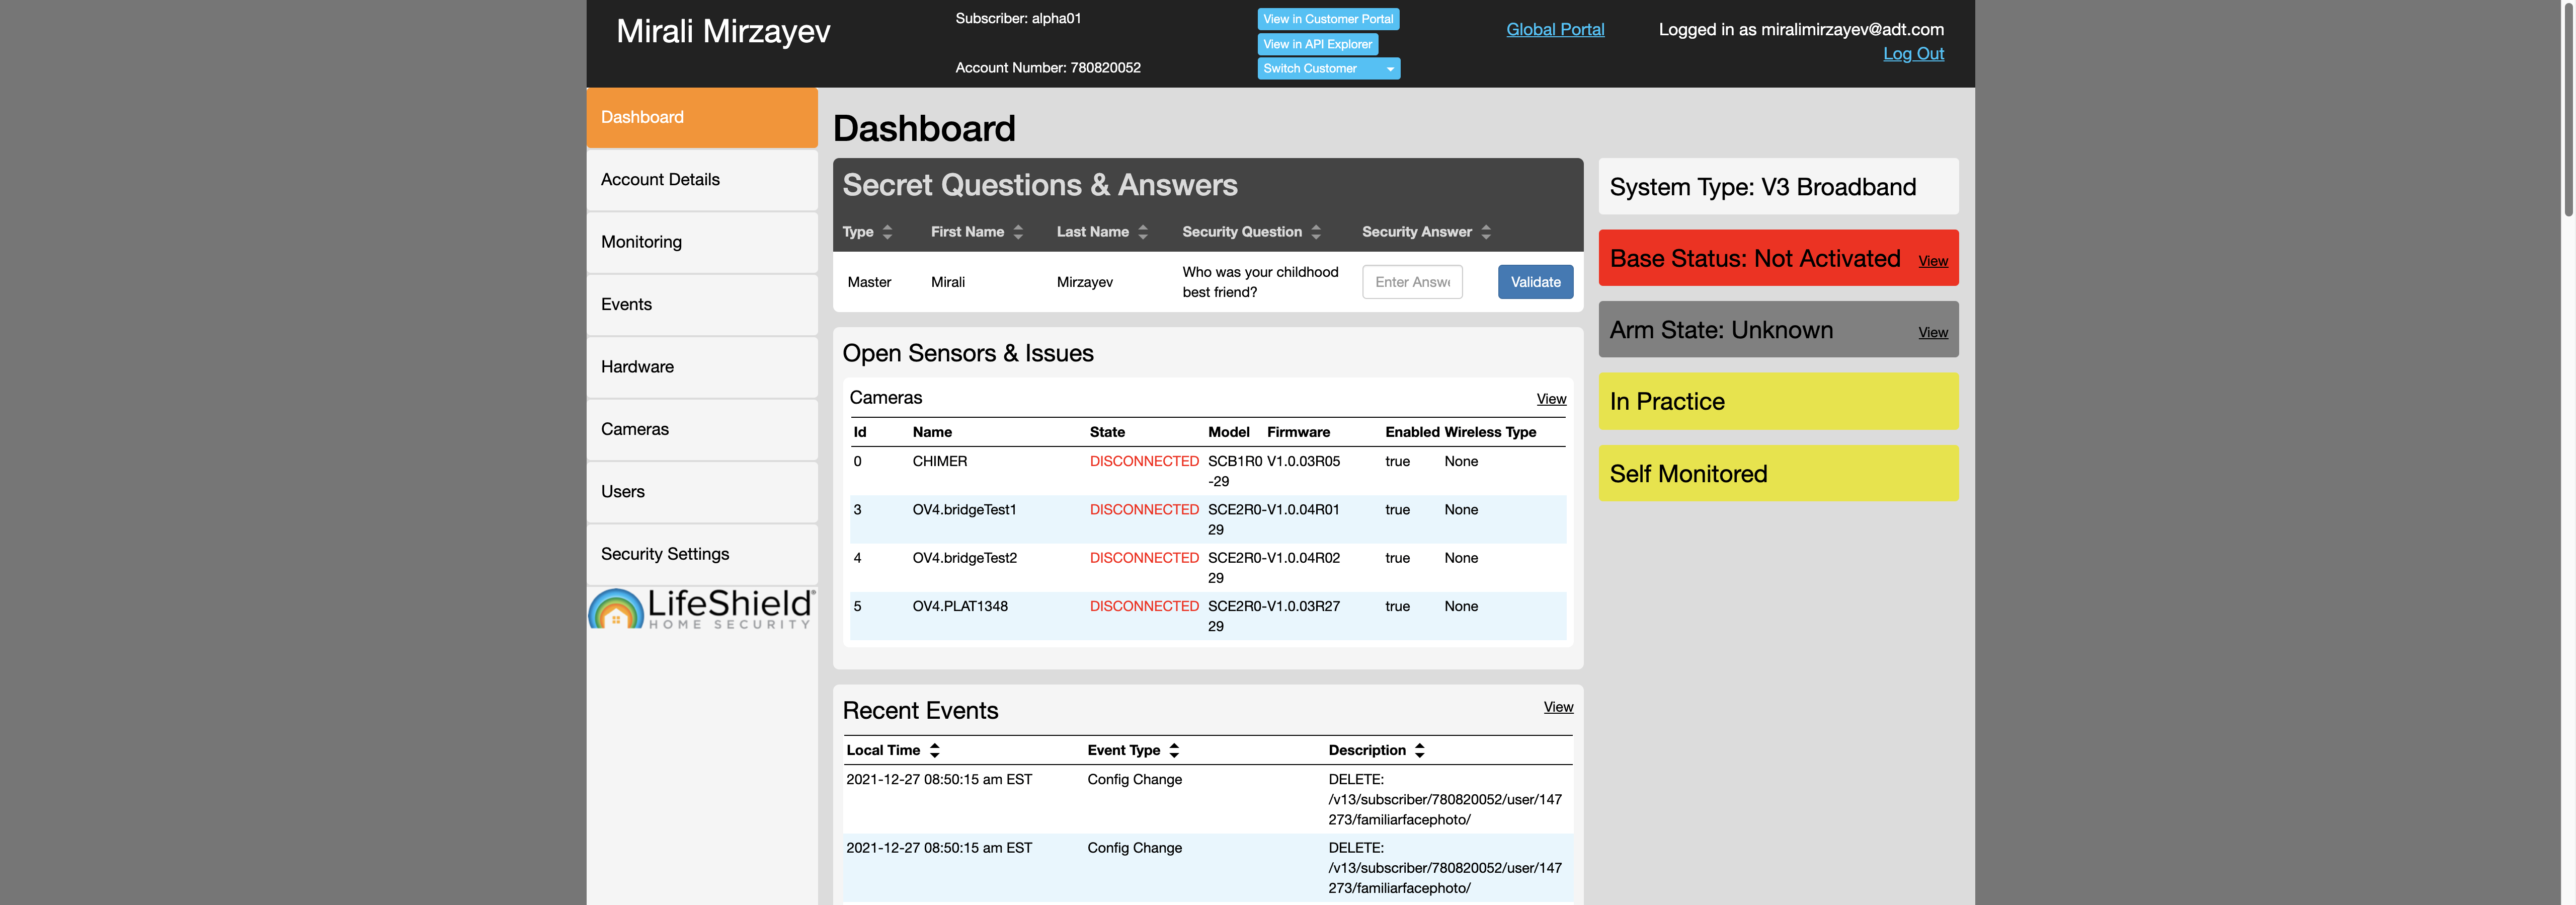 Mirali Mirzayev
Subscriber: alpha01
Account Number: 780820052
View in Customer Portal
View in API Explorer
Switch Customer
Global Portal
Logged in as miralimirzayev@adt.com
Log Out
Dashboard
Account Details
Monitoring
Events
Hardware
Cameras
Users
Security Settings
LifeShield®
HOME SECURITY
Dashboard
Secret Questions & Answers
Type First Name Last Name Security Question Security Answer
Master Mirali Mirzayev Who was your childhood
best friend?
Enter Answ
Validate
Open Sensors & Issues
Cameras View
Id Name State Model Firmware Enabled Wireless Type
0 CHIMER DISCONNECTED SCB1R0 V1.0.03R05 true None
-29
3 OV4.bridgeTest1 DISCONNECTED SCE2R0- V1.0.04R01 true None
29
4 OV4.bridgeTest2 DISCONNECTED SCE2R0- V1.0.04R02 true None
29
5 OV4.PLAT1348 DISCONNECTED SCE2R0- V1.0.03R27 true None
29
Recent Events View
Local Time Event Type Description
2021-12-27 08:50:15 am EST Config Change DELETE:
/v13/subscriber/780820052/user/147
273/familiarfacephoto/
2021-12-27 08:50:15 am EST Config Change DELETE:
/v13/subscriber/780820052/user/147
273/familiarfacephoto/
System Type: V3 Broadband
Base Status: Not Activated View
Arm State: Unknown View
In Practice
Self Monitored